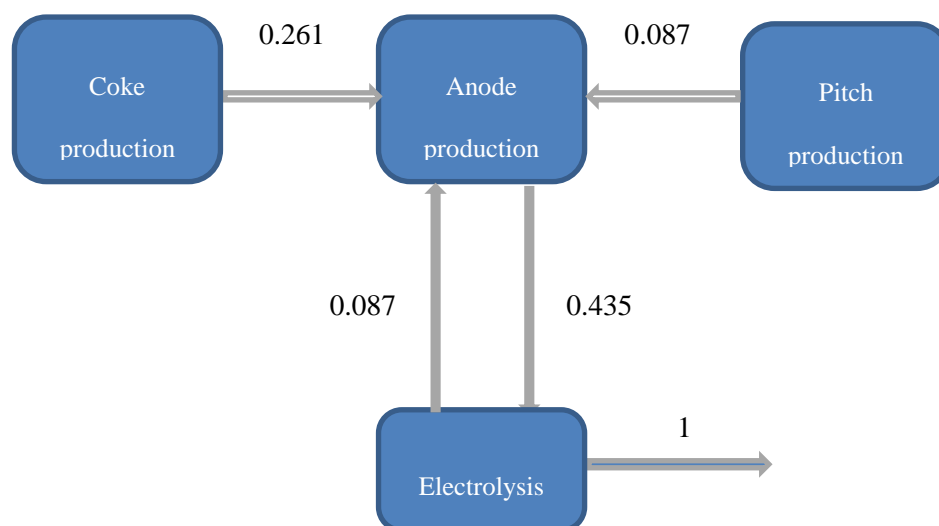 0.261
0.087
Coke
production
Anode
production
Pitch
production
0.087
0.435
1
Electrolysis